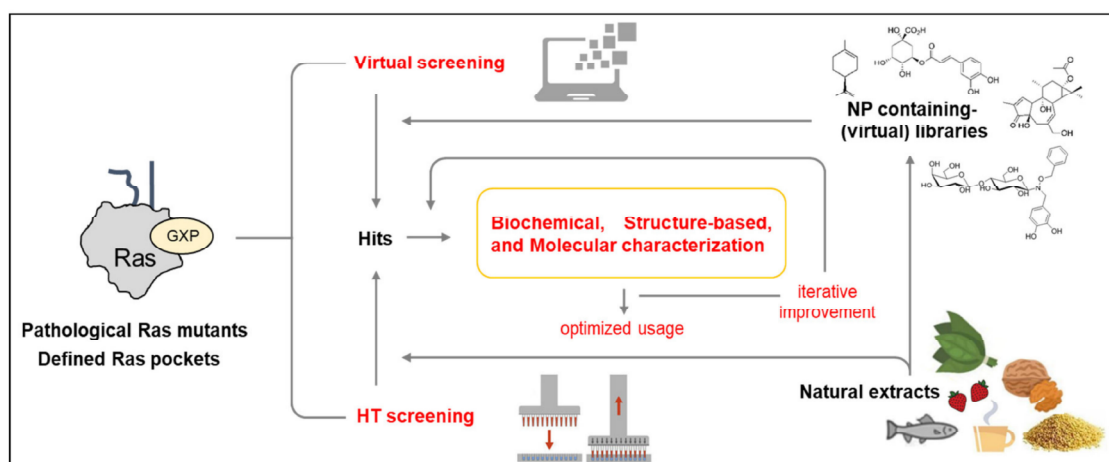 Virtual screening
NP containing-
(virtual) libraries
GXP
Ras
Hits
Biochemical, Structure-based,
and Molecular characterization
iterative
improvement
optimized usage
Pathological Ras mutants
Defined Ras pockets
Natural extracts
HT screening